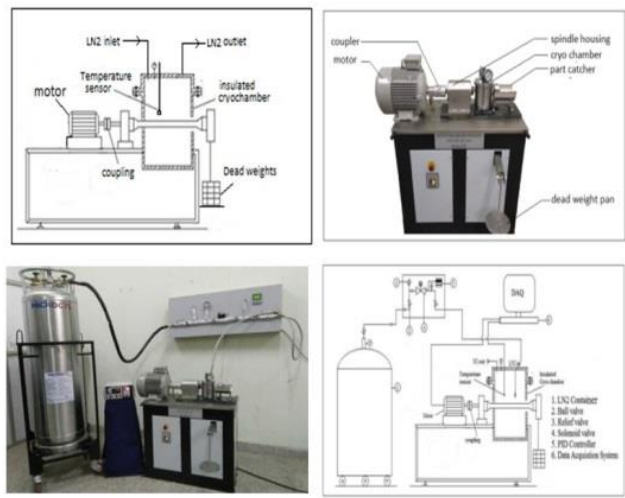 LN2 inlet
LN2 outlet
Temperature
sensor
insulated
cryochamber
motor
coupling
Dead weights
coupler
motor
spindle housing
cryo chamber
part catcher
dead weight pan
DAQ
Temperature
sensor
Insulated
Cryo chamber
Motor
coupling
1. LN2 Container
2. Ball valve
3. Relief valve
4. Solenoid valve
5. PID Controller
6. Data Acquistion System